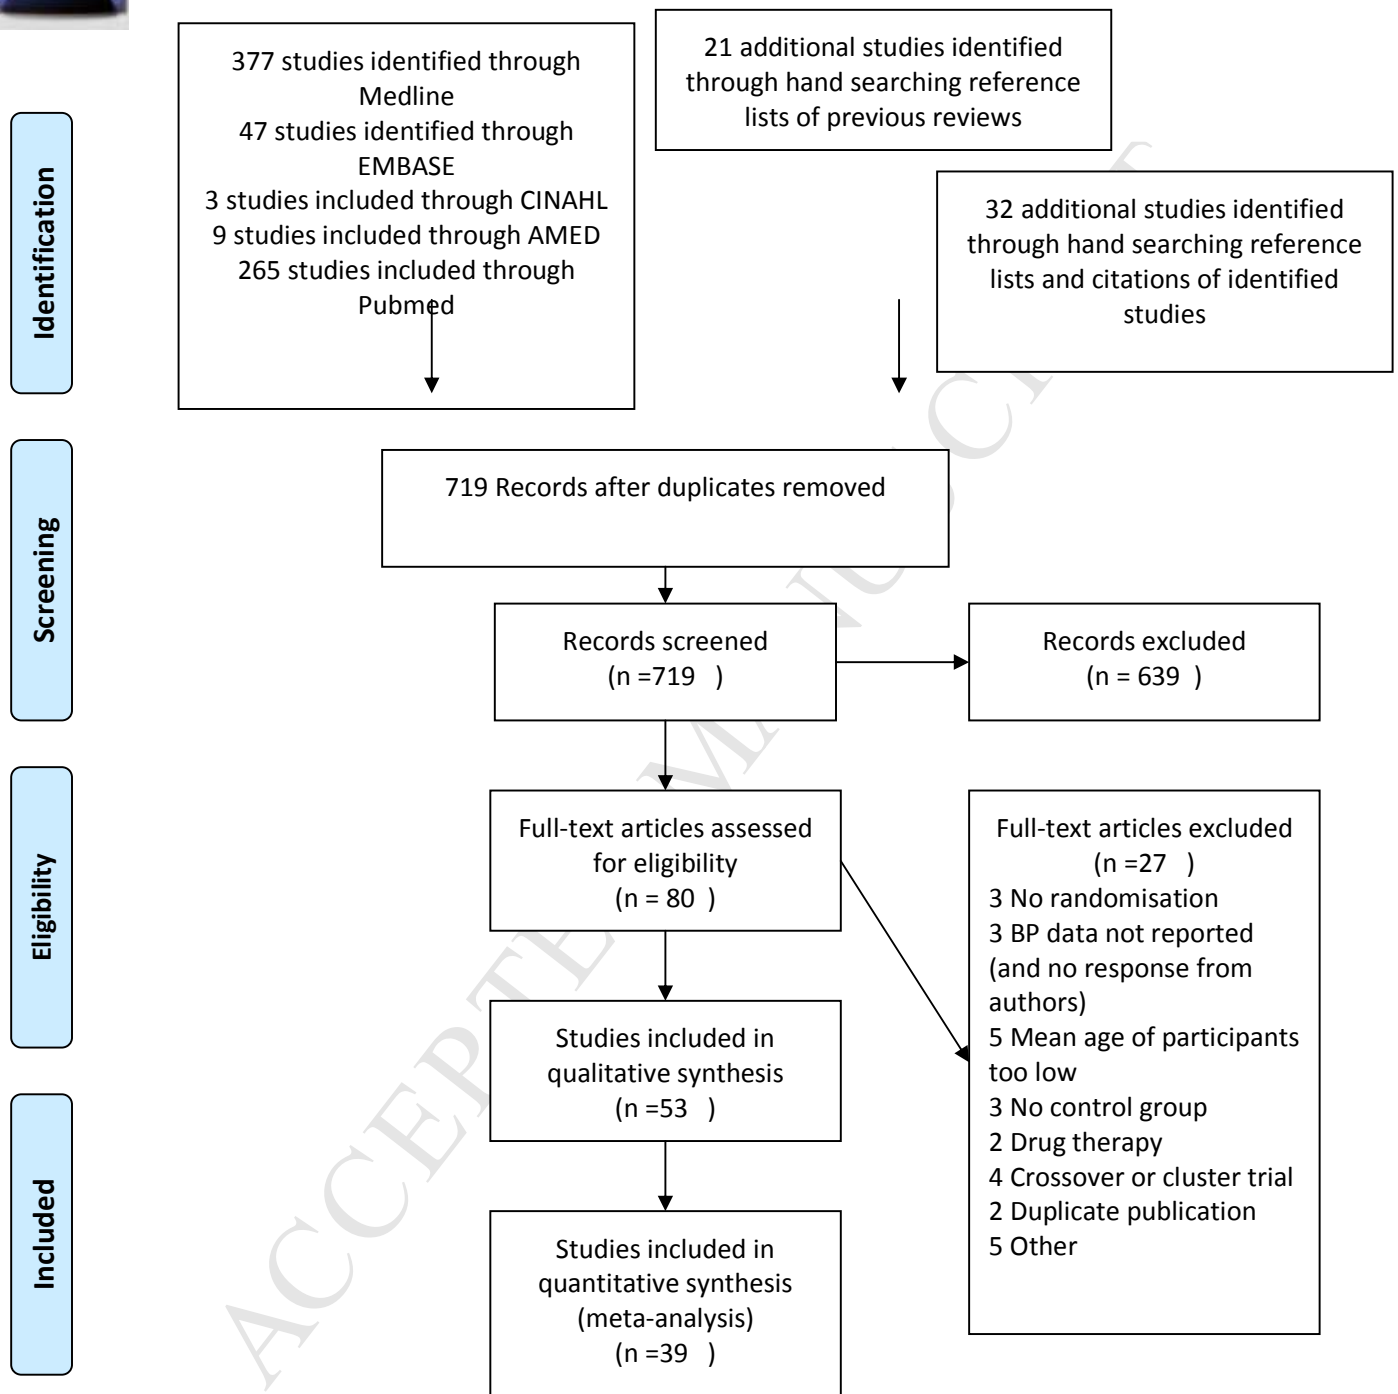 377 studies identified through
Medline
47 studies identified through
EMBASE
3 studies included through CINAHL
9 studies included through AMED
265 studies included through
Pubmed
21 additional studies identified
through hand searching reference
lists of previous reviews
32 additional studies identified
through hand searching reference
lists and citations of identified
studies
Identification
719 Records after duplicates removed
Screening
Records screened
(n =719 )
Records excluded
(n = 639 )
Eligibility
Full-text articles assessed
for eligibility
(n = 80 )
Full-text articles excluded
(n =27 )
3 No randomisation
3 BP data not reported
(and no response from
authors)
5 Mean age of participants
too low
3 No control group
2 Drug therapy
4 Crossover or cluster trial
2 Duplicate publication
5 Other
Studies included in
qualitative synthesis
(n =53 )
Included
Studies included in
quantitative synthesis
(meta-analysis)
(n =39 )